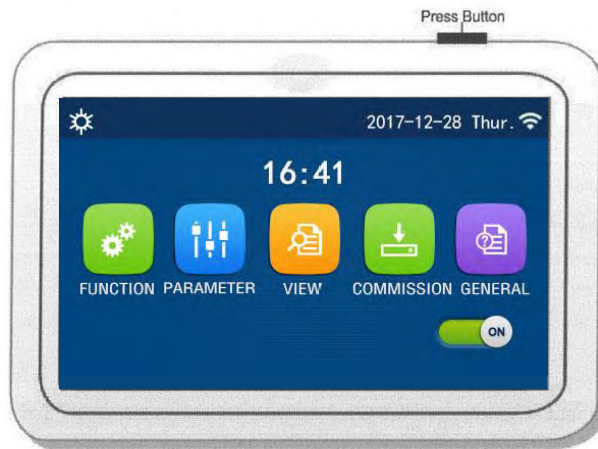 Press Button
2017-12-28 Thur.
16:41
FUNCTION PARAMETER VIEW COMMISSION GENERAL
ON